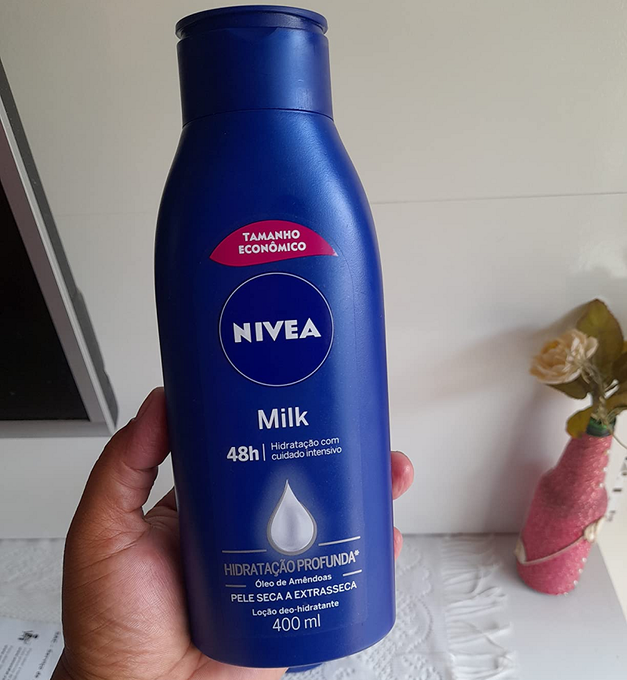 TAMANHO
ECONÔMICO
NIVEA
Milk
48h | Hidratação com
cuidado intensivo
HIDRATAÇÃO PROFUNDA*
Óleo de Amêndoas
PELE SECA A EXTRASSECA
Loção deo-hidratante
400 ml